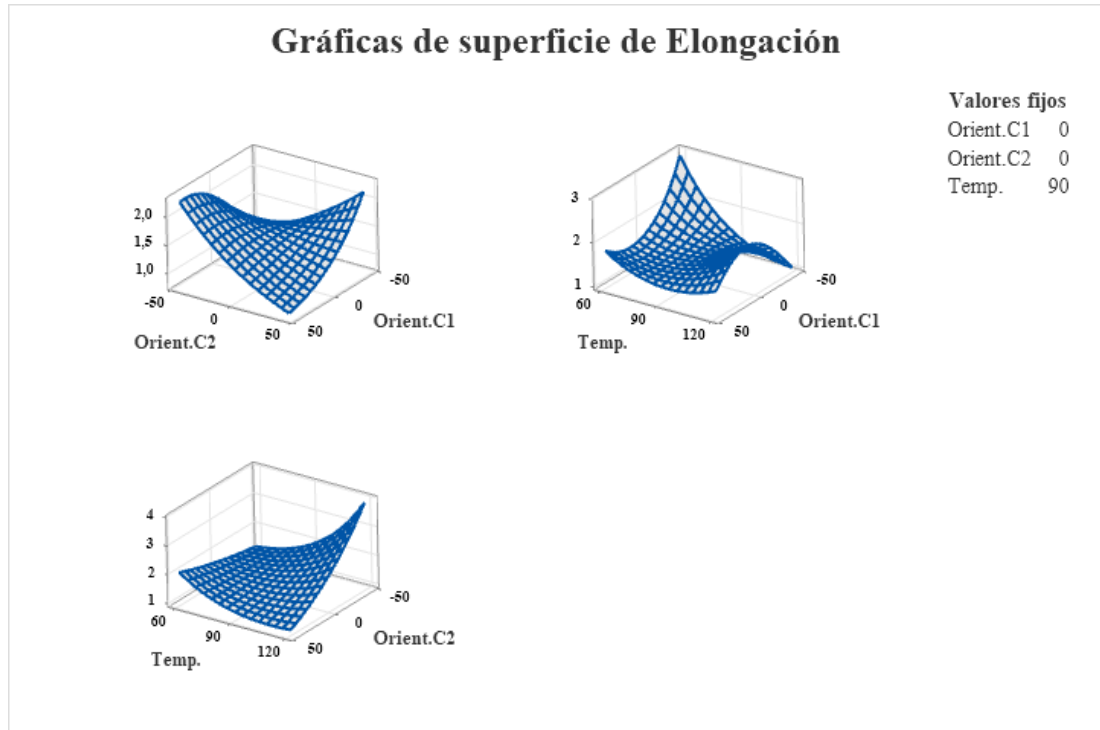 Gráficas de superficie de Elongación
Valores fijos
Orient.C1 0
Orient.C2 0
Temp. 90
2,0
1,5
1,0
-50
0
50
Orient.C2
50
0
-50
Orient.C1
3
2
1
60
90
120
Temp.
50
0
-50
Orient.C1
4
3
2
1
60
90
120
Temp.
50
0
-50
Orient.C2